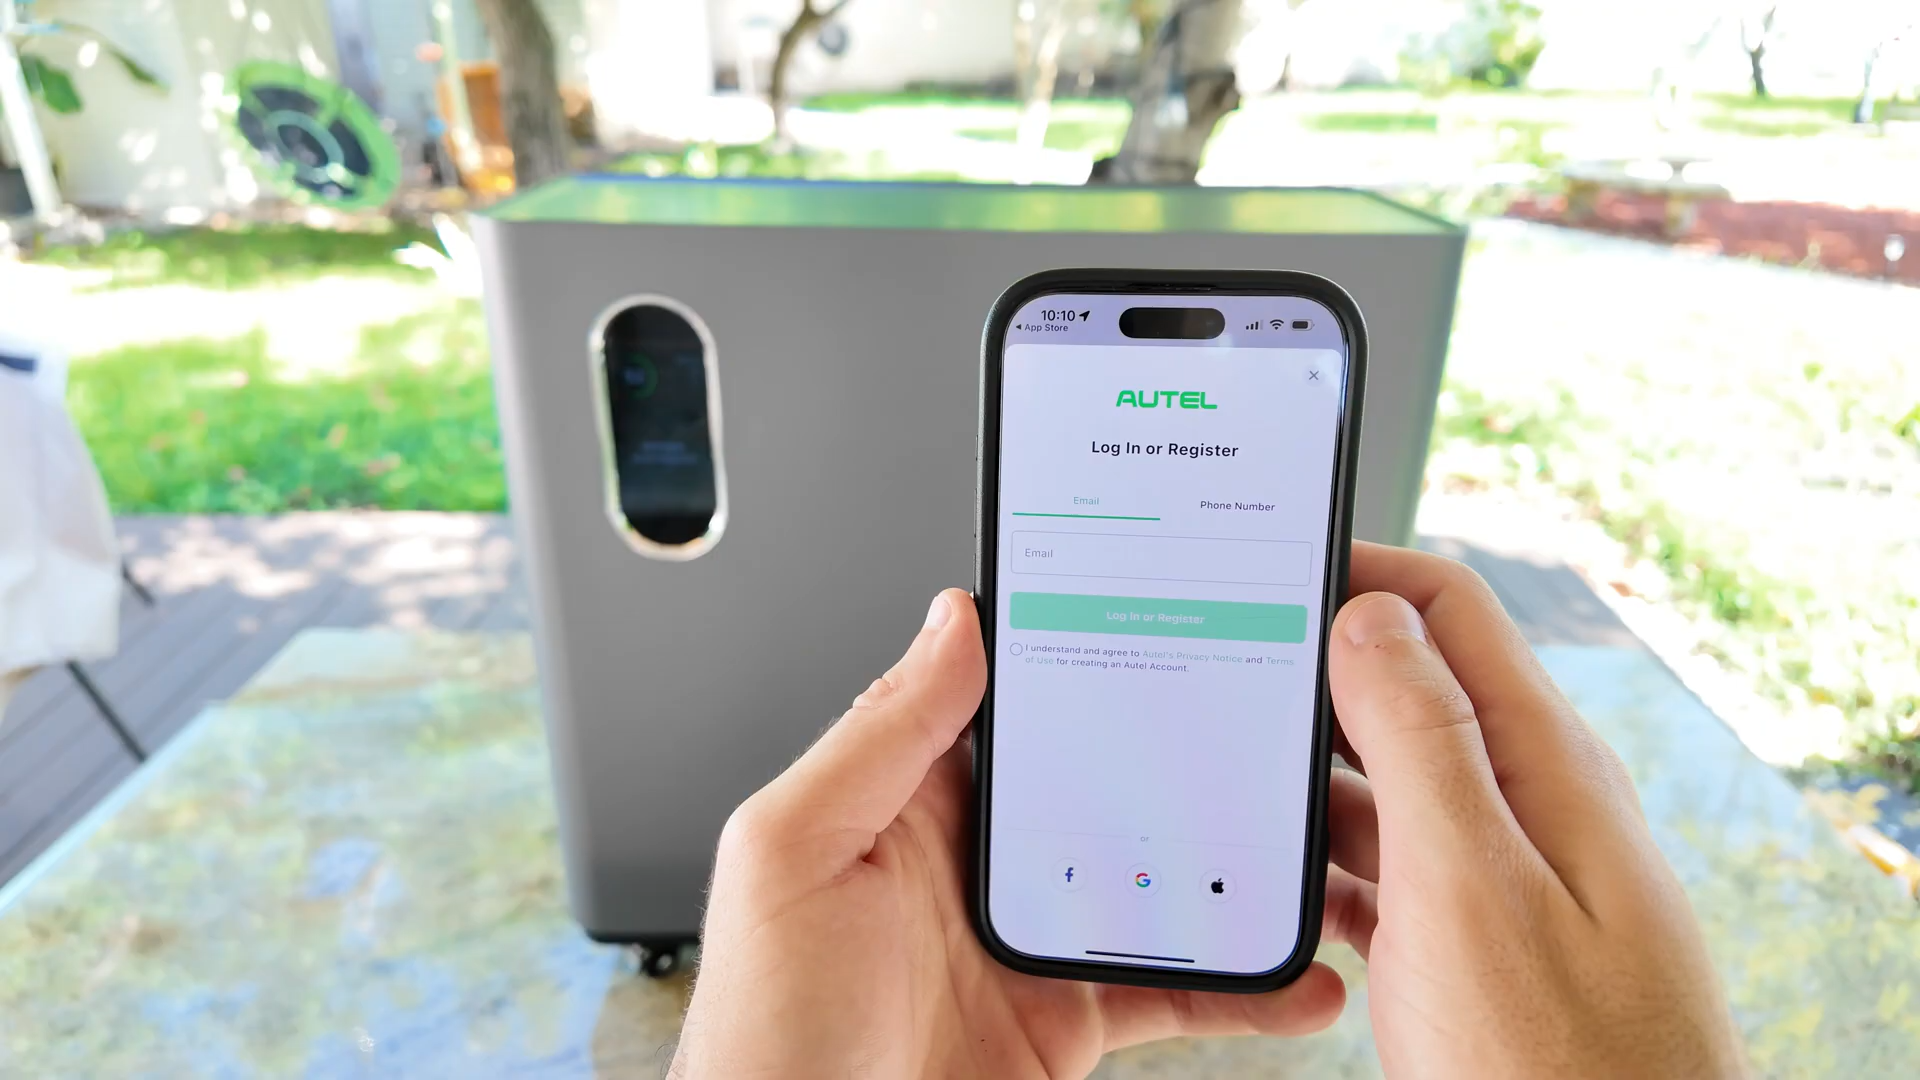 10:10
App Store
AUTEL
Log In or Register
Email
Phone Number
Email
Log In or Register
I understand and agree to Autel's Privacy Notice and Terms
of Use for creating an Autel Account.
or